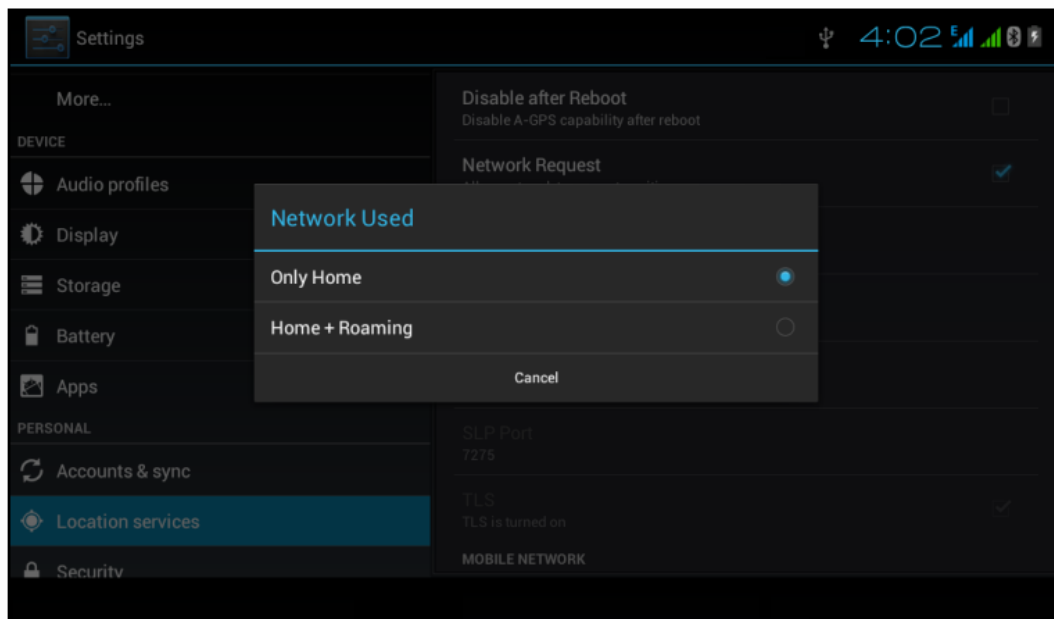 Settings
4:02
E
More...
DEVICE
Audio profiles
Display
Storage
Battery
Apps
PERSONAL
Accounts & sync
Location services
Security
Disable after Reboot
Disable A-GPS capability after reboot
Network Request
Network Used
Only Home
Home + Roaming
Cancel
SLP Port
7275
TLS
TLS is turned on
MOBILE NETWORK